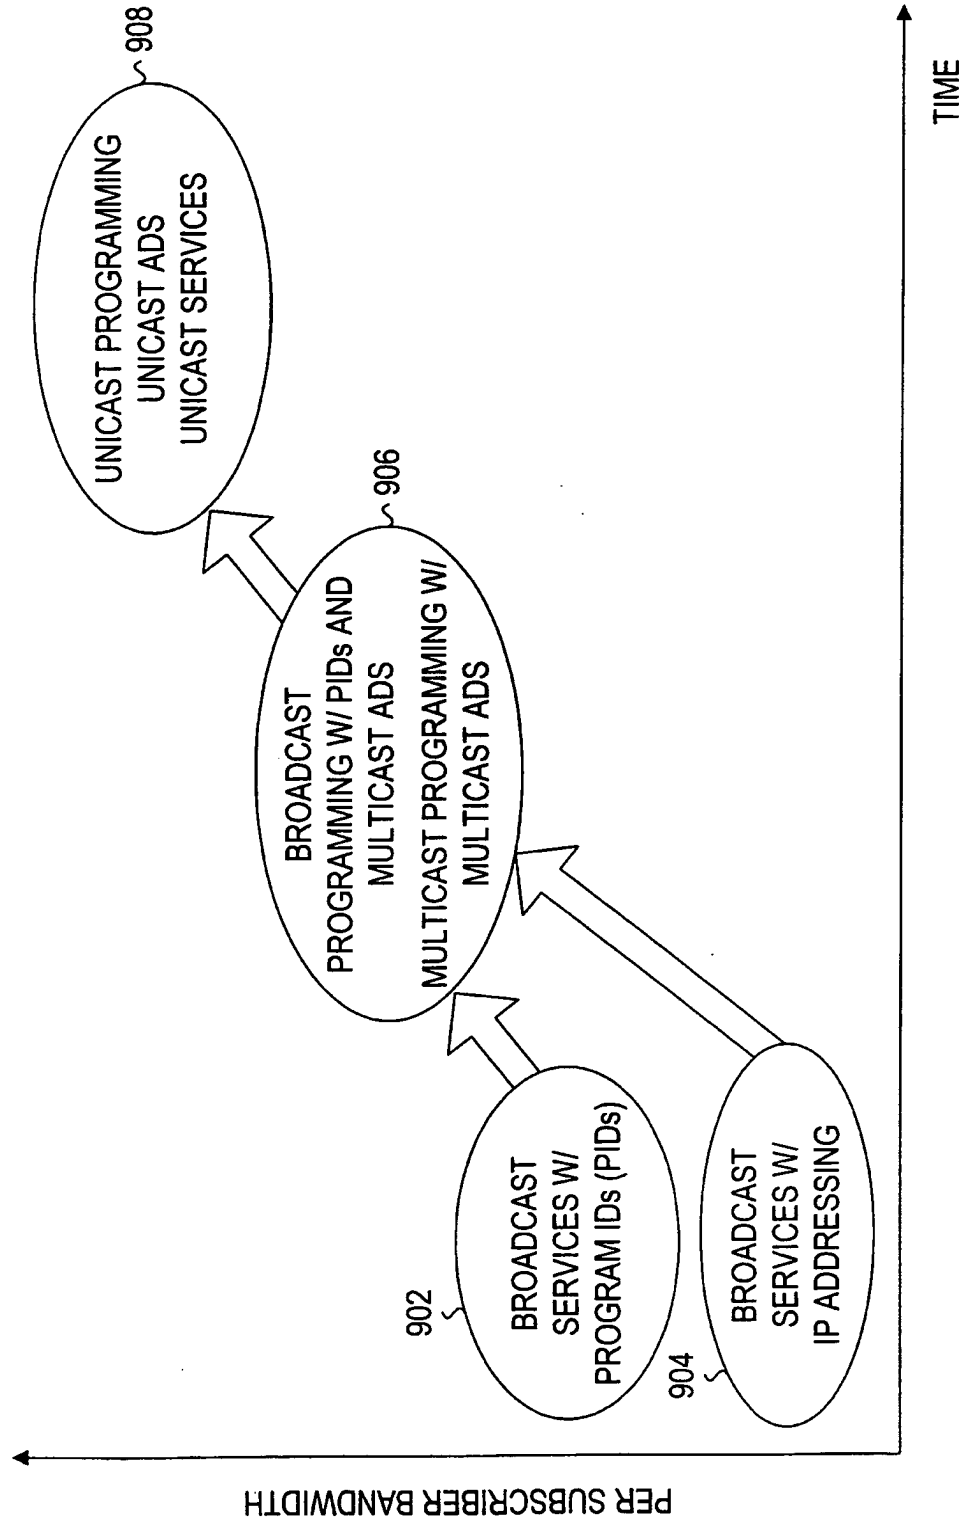 908
UNICAST PROGRAMMING
UNICAST ADS
UNICAST SERVICES
906
BROADCAST
PROGRAMMING W/ PIDs AND
MULTICAST ADS
MULTICAST PROGRAMMING W/
MULTICAST ADS
902
BROADCAST
SERVICES W/
PROGRAM IDs (PIDs)
904
BROADCAST
SERVICES W/
IP ADDRESSING
PER SUBSCRIBER BANDWIDTH
TIME